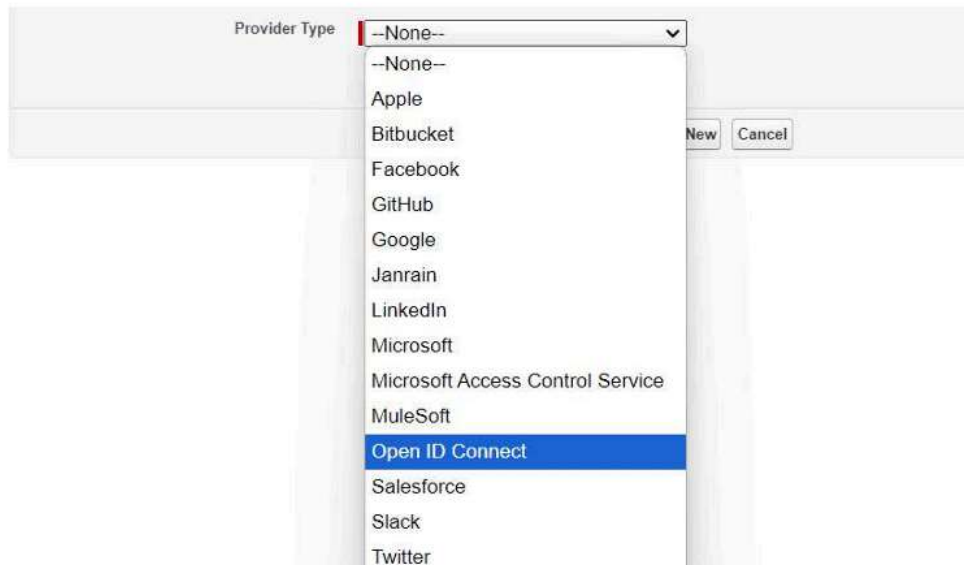 Provider Type --None--
--None--
Apple
Bitbucket
New Cancel
Facebook
GitHub
Google
Janrain
LinkedIn
Microsoft
Microsoft Access Control Service
MuleSoft
Open ID Connect
Salesforce
Slack
Twitter